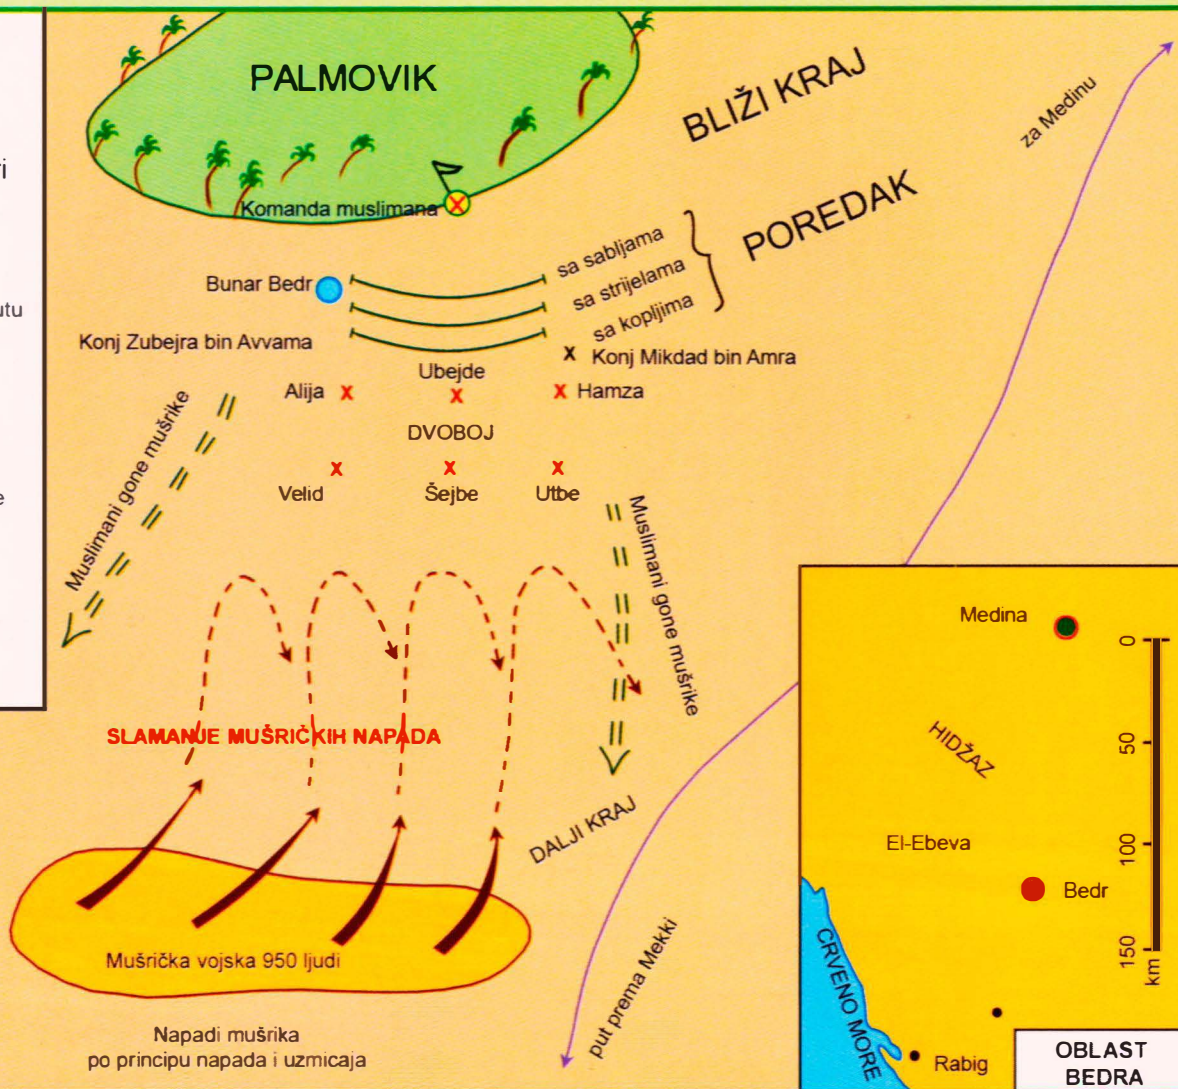 PALMOVIK
BLIŽI KRAJ
za Medinu
ri
Komanda muslimana
POREDAK
sa sabljama
sa strijelama
sa kopljima
Bunar Bedr
utu
Konj Zubejra bin Avvama
x Konj Mikdad bin Amra
Ubejde
Alija x
x
x Hamza
DVOBOJ
x
x
x
Velid
Šejbe
Utbe
e
Muslimani gone mušrike
Muslimani gone mušrike
SLAMANJE MUŠRIČKIH NAPADA
DALJI KRAJ
Mušrička vojska 950 ljudi
Napadi mušrika
po principu napada i uzmicaja
put prema Mekki
Medina
HIDŽAZ
El-Ebeva
Bedr
CRVENO MORE
Rabig
0
50
100
150
km
OBLAST
BEDRA